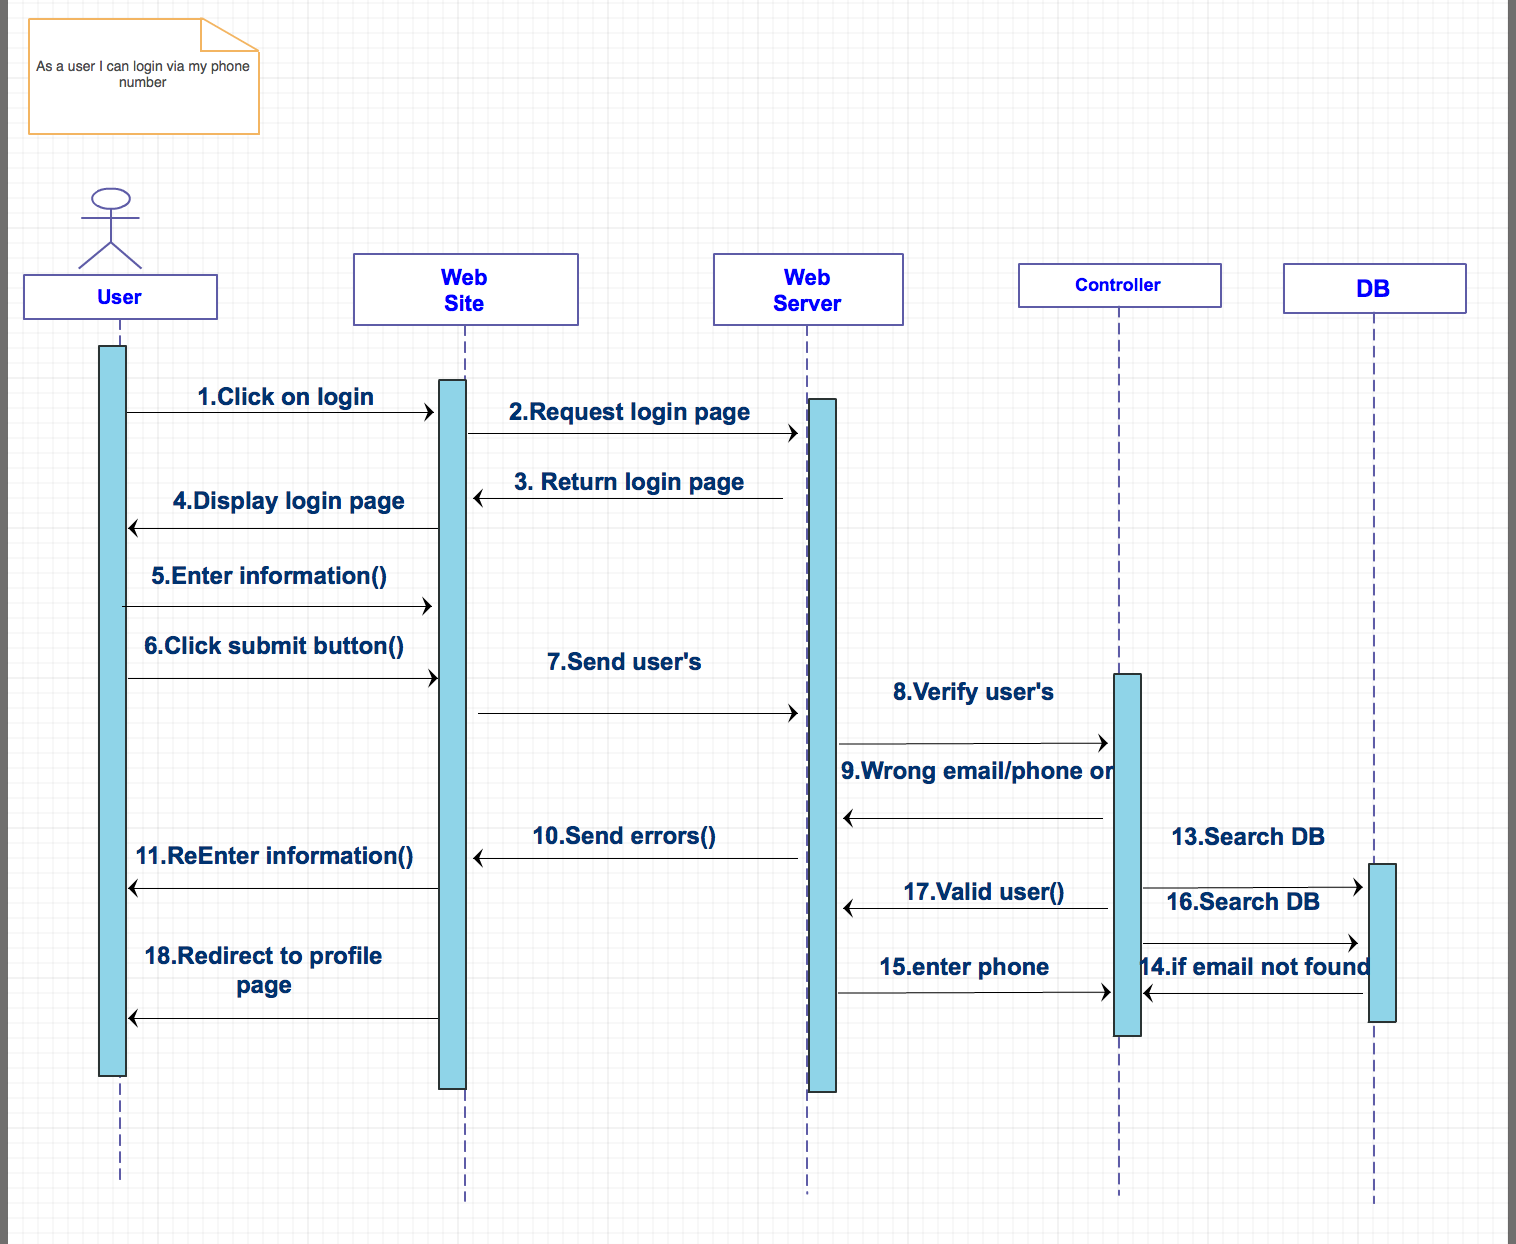 As a user I can login via my phone
number
User
Web
Site
Web
Server
Controller
DB
1.Click on login
2.Request login page
3. Return login page
4.Display login page
5.Enter information()
6.Click submit button()
7.Send user's
8.Verify user's
9.Wrong email/phone or
10.Send errors()
13.Search DB
11.ReEnter information()
17.Valid user()
16.Search DB
18.Redirect to profile
page
15.enter phone
14.if email not found